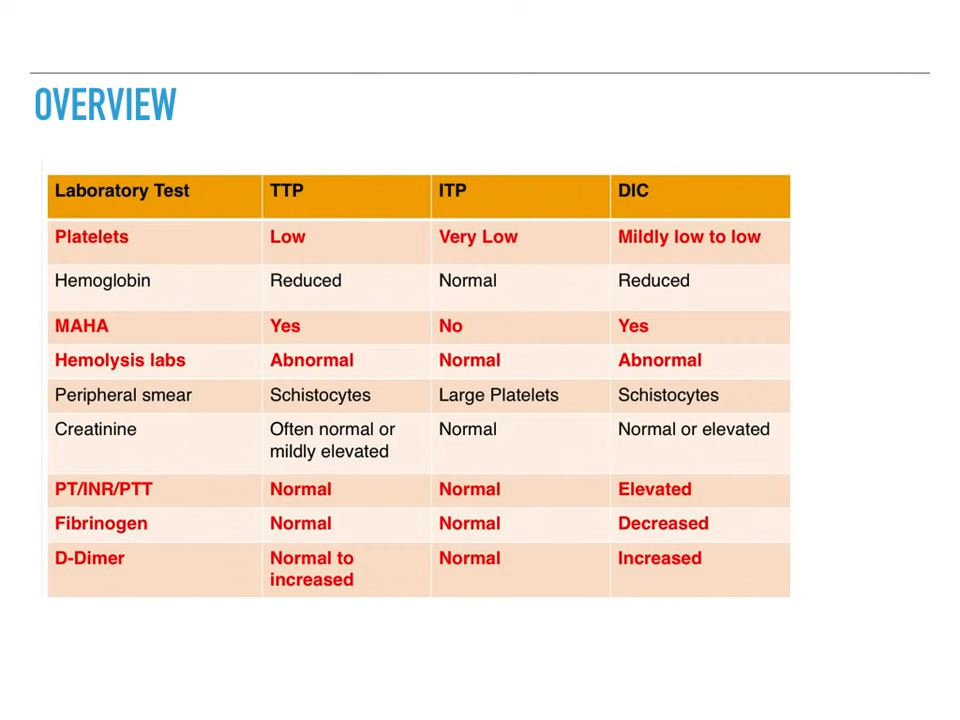 OVERVIEW
Laboratory Test TTP ITP DIC
Platelets Low Very Low Mildly low to low
Hemoglobin Reduced Normal Reduced
MAHA Yes No Yes
Hemolysis labs Abnormal Normal Abnormal
Peripheral smear Schistocytes Large Platelets Schistocytes
Creatinine Often normal or Normal Normal or elevated
mildly elevated
PT/INR/PTT Normal Normal Elevated
Fibrinogen Normal Normal Decreased
D-Dimer Normal to Normal Increased
increased